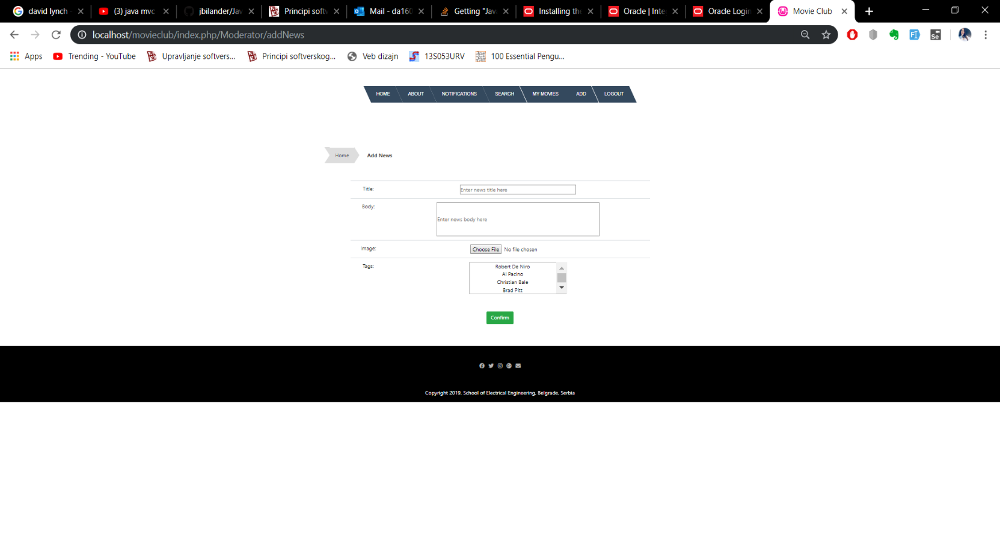 david lynch
(3) java mvc
jbilander/Jav
Principi softv
Mail - da160
Getting "Java
Installing the
Oracle | Inte
Oracle Login
Movie Club
localhost/movieclub/index.php/Moderator/addNews
Apps
Trending - YouTube
Upravljanje softvers...
Principi softverskog...
Veb dizajn
13S053URV
100 Essential Pengu...
HOME
ABOUT
NOTIFICATIONS
SEARCH
MY MOVIES
ADD
LOGOUT
Home
Add News
Title:
Enter news title here
Body:
Enter news body here
Image:
Choose File No file chosen
Tags:
Robert De Niro
Al Pacino
Christian Bale
Brad Pitt
Confirm
Copyright 2019, School of Electrical Engineering, Belgrade, Serbia